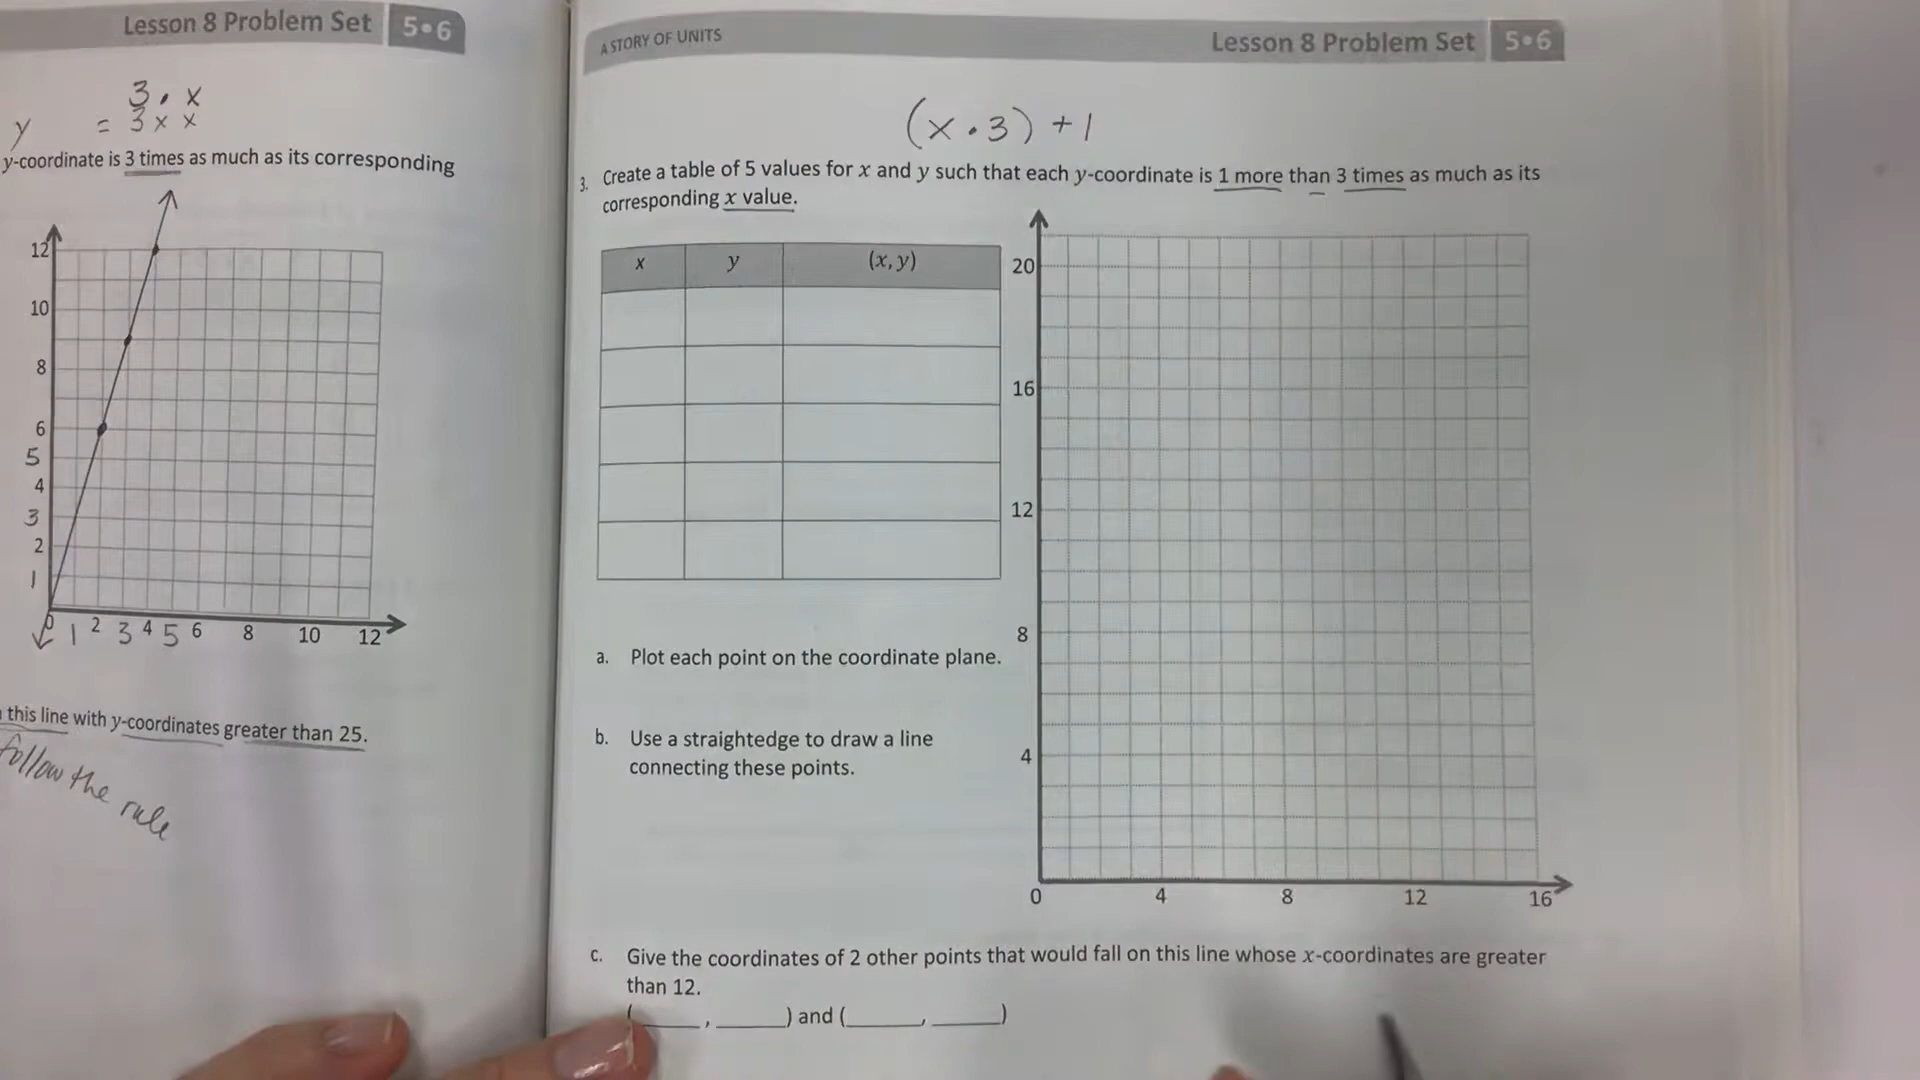 Lesson 8 Problem Set 5•6
3 . x
y = 3 x x
y-coordinate is 3 times as much as its corresponding
12
10
8
6
5
4
3
2
1
0 1 2 3 4 5 6 8 10 12
this line with y-coordinates greater than 25.
follow the rule
A STORY OF UNITS
Lesson 8 Problem Set 5•6
(x • 3) + 1
3. Create a table of 5 values for x and y such that each y-coordinate is 1 more than 3 times as much as its
corresponding x value.
x y (x, y)
20
16
12
8
4
0 4 8 12 16
a. Plot each point on the coordinate plane.
b. Use a straightedge to draw a line
connecting these points.
c. Give the coordinates of 2 other points that would fall on this line whose x-coordinates are greater
than 12.
(_____, ______) and (______, ______)